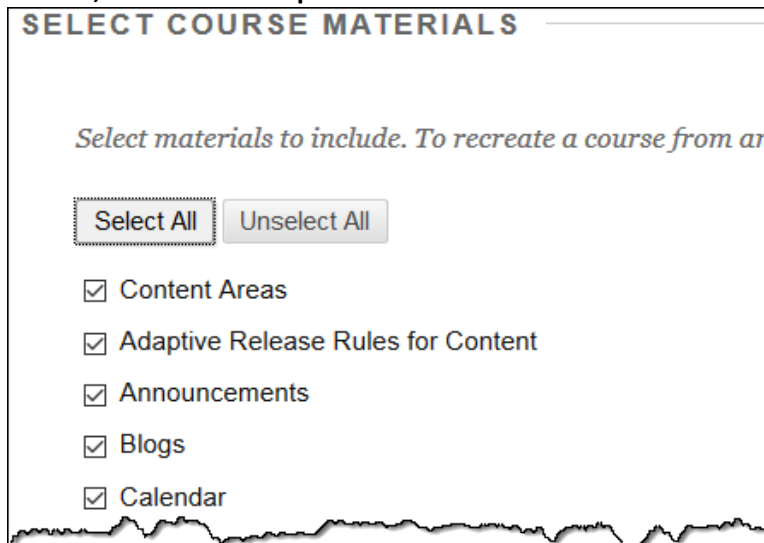 SELECT COURSE MATERIALS
Select materials to include. To recreate a course from
Select All Unselect All
Content Areas
Adaptive Release Rules for Content
Announcements
Blogs
Calendar